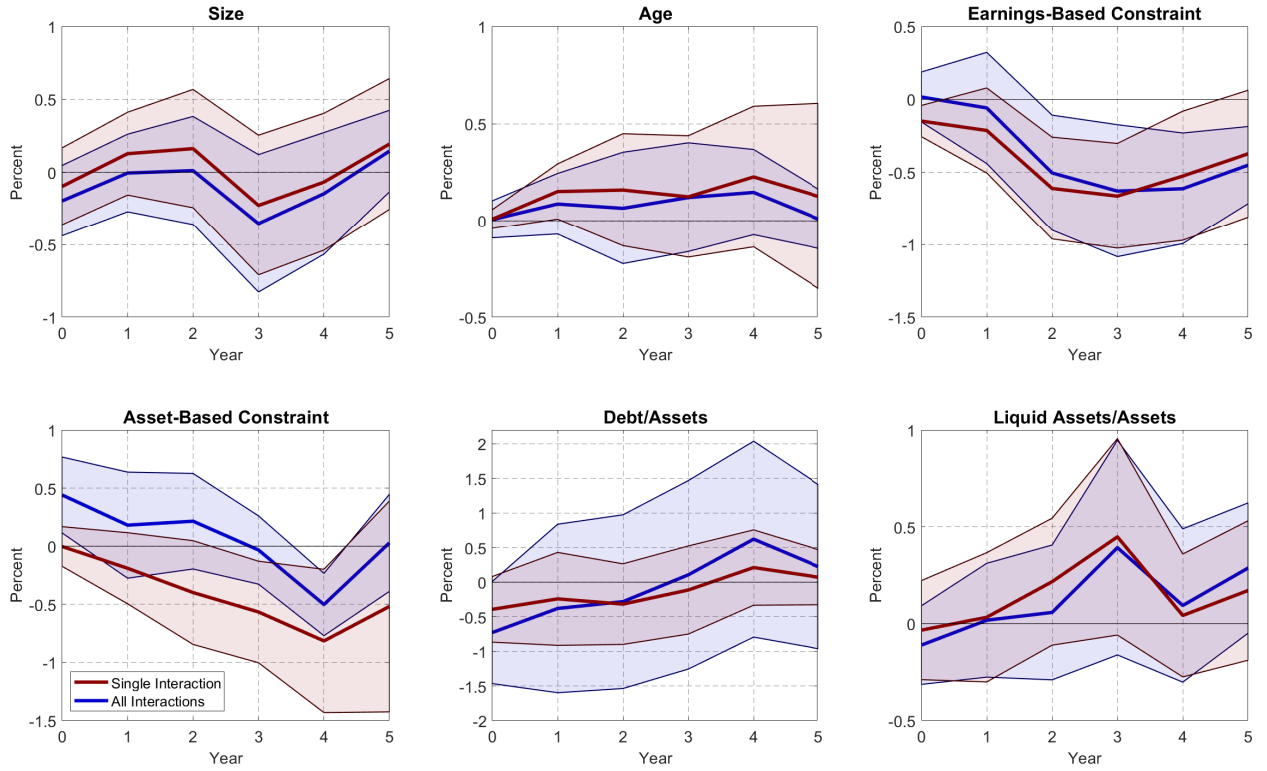 Size
1
0.5
0
-0.5
-1
Percent
0 1 2 3 4 5
Year
Age
1
0.5
0
-0.5
Percent
0 1 2 3 4 5
Year
Earnings-Based Constraint
0.5
0
-0.5
-1
-1.5
Percent
0 1 2 3 4 5
Year
Asset-Based Constraint
1
0.5
0
-0.5
-1
-1.5
Percent
Single Interaction
All Interactions
0 1 2 3 4 5
Year
Debt/Assets
2
1.5
1
0.5
0
-0.5
-1
-1.5
-2
Percent
0 1 2 3 4 5
Year
Liquid Assets/Assets
1
0.5
0
-0.5
Percent
0 1 2 3 4 5
Year